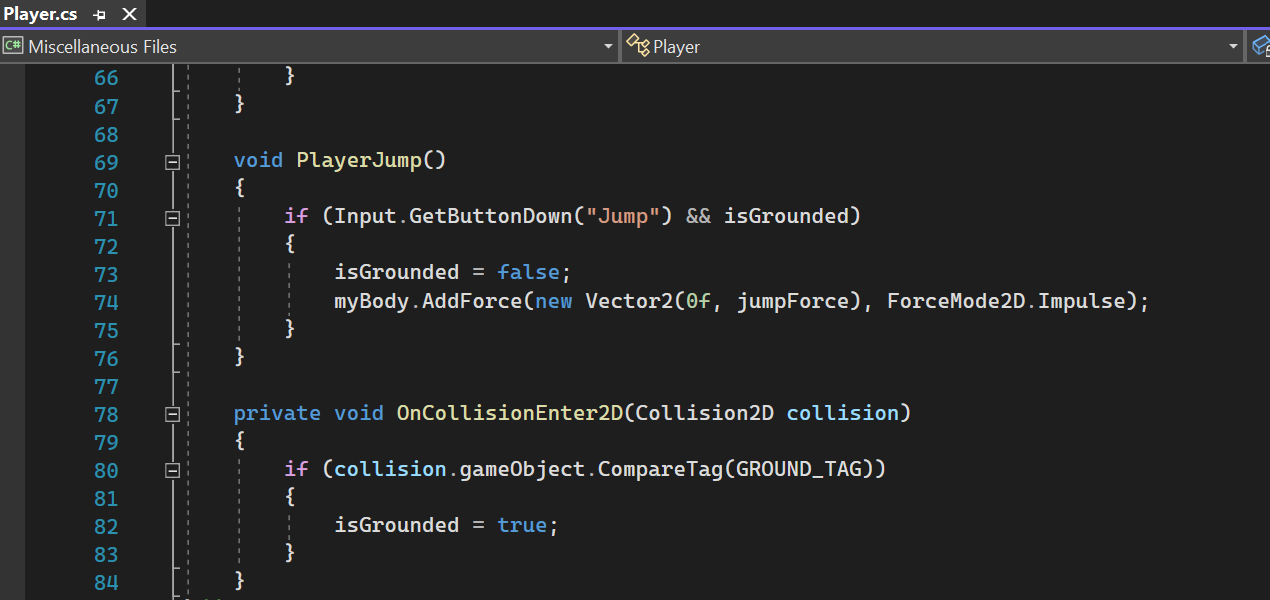 Player.cs
C# Miscellaneous Files Player
66 }
67 }
68
69 void PlayerJump()
70 {
71 if (Input.GetButtonDown("Jump") && isGrounded)
72 {
73 isGrounded = false;
74 myBody.AddForce(new Vector2(0f, jumpForce), ForceMode2D.Impulse);
75 }
76 }
77
78 private void OnCollisionEnter2D(Collision2D collision)
79 {
80 if (collision.gameObject.CompareTag(GROUND_TAG))
81 {
82 isGrounded = true;
83 }
84 }